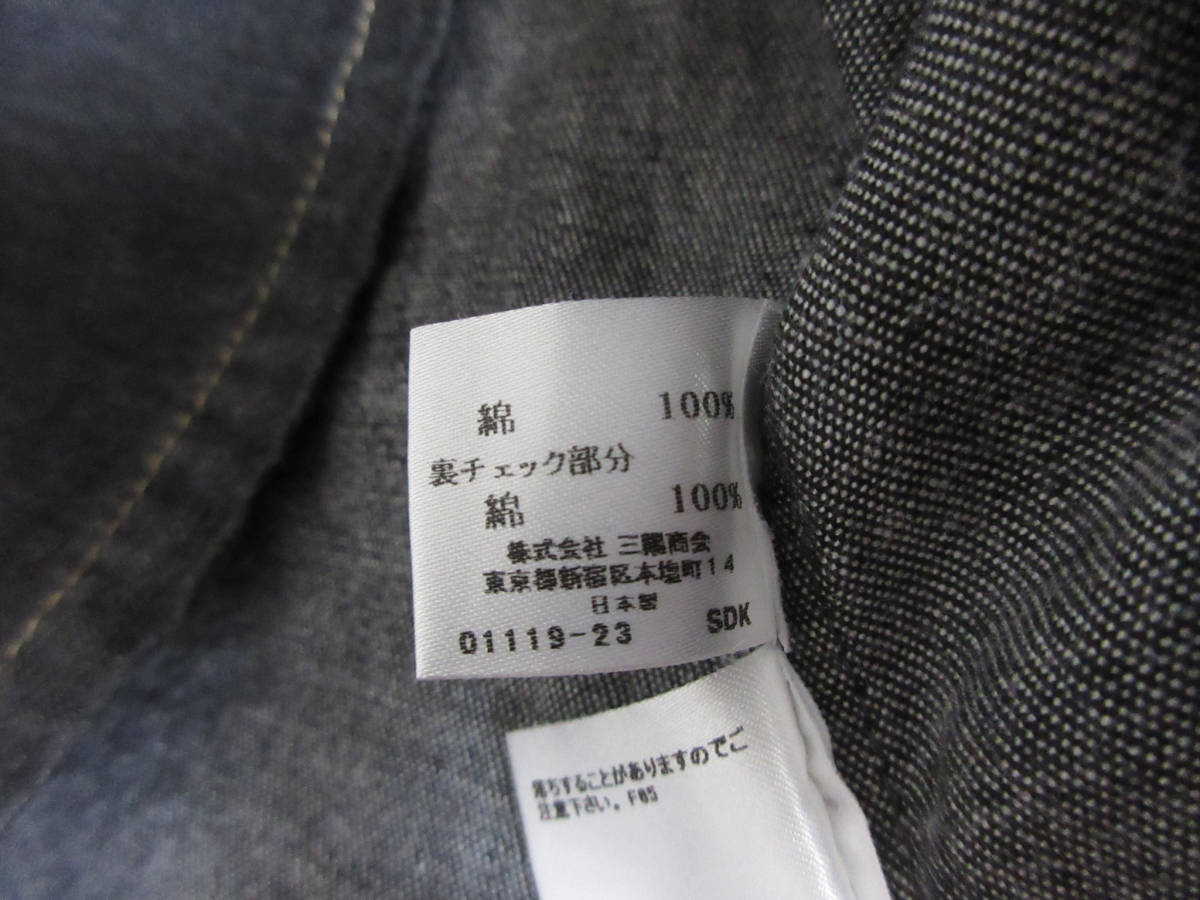 綿 100%
裏チェック部分
綿 100%
株式会社 三陽商会
東京都新宿区本塩町14
日本製
01119-23 SDK
落ちすることがありますのでご
注意下さい。F05